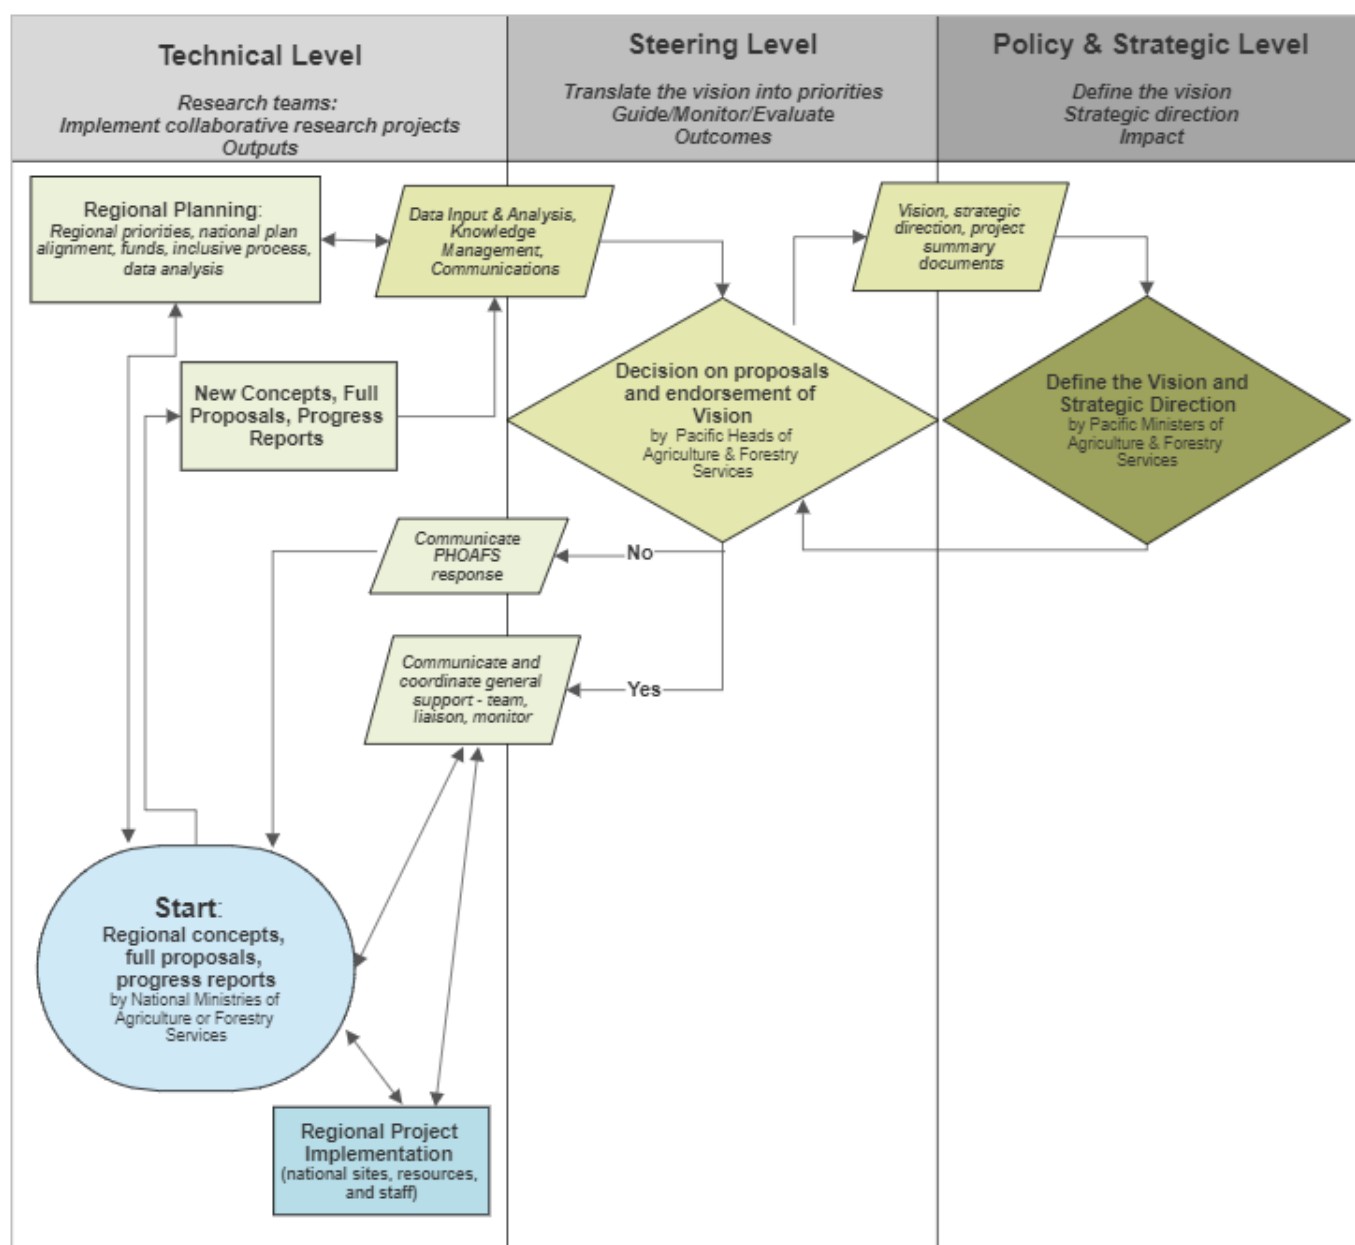 Technical Level
Research teams:
Implement collaborative research projects
Outputs
Steering Level
Translate the vision into priorities
Guide/Monitor/Evaluate
Outcomes
Policy & Strategic Level
Define the vision
Strategic direction
Impact
Regional Planning:
Regional priorities, national plan
alignment, funds, inclusive process,
data analysis
Data Input & Analysis,
Knowledge
Management,
Communications
Vision, strategic
direction, project
summary
documents
New Concepts, Full
Proposals, Progress
Reports
Decision on proposals
and endorsement of
Vision
by Pacific Heads of
Agriculture & Forestry
Services
Define the Vision and
Strategic Direction
by Pacific Ministers of
Agriculture & Forestry
Services
Communicate
PHOAFS
response
No
Communicate and
coordinate general
support - team,
liaison, monitor
Yes
Start:
Regional concepts,
full proposals,
progress reports
by National Ministries of
Agriculture or Forestry
Services
Regional Project
Implementation
(national sites, resources,
and staff)